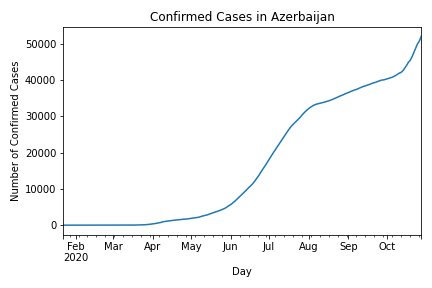 Confirmed Cases in Azerbaijan
Number of Confirmed Cases
50000
40000
30000
20000
10000
0
Feb Mar Apr May Jun Jul Aug Sep Oct
2020
Day